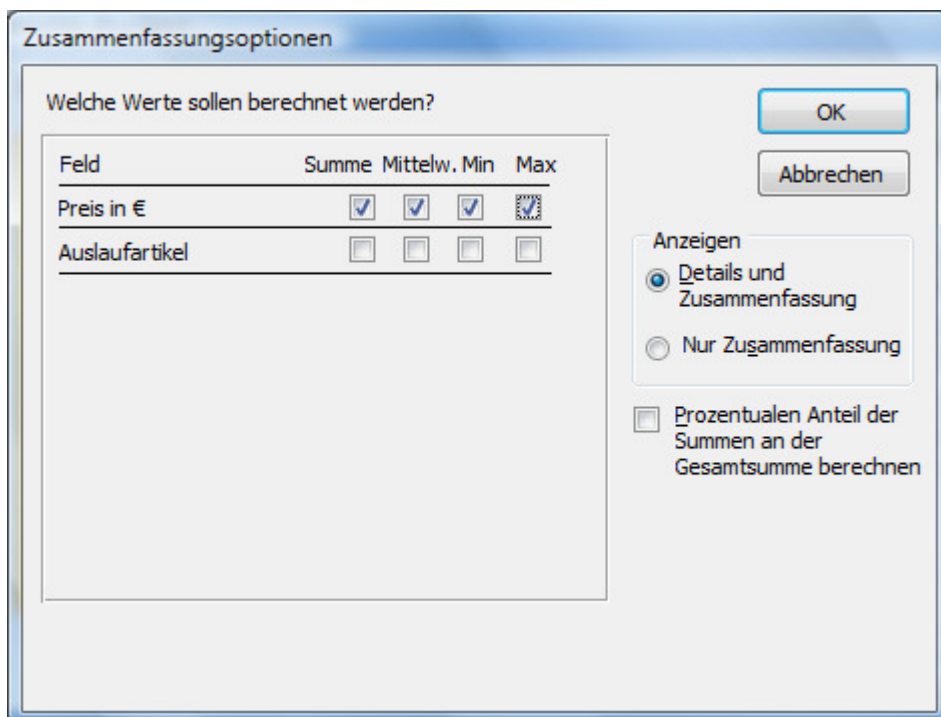 Zusammenfassungsoptionen
Welche Werte sollen berechnet werden?
OK
Feld Summe Mittelw. Min Max
Abbrechen
Preis in €
Auslaufartikel
Anzeigen
Details und
Zusammenfassung
Nur Zusammenfassung
Prozentualen Anteil der
Summen an der
Gesamtsumme berechnen